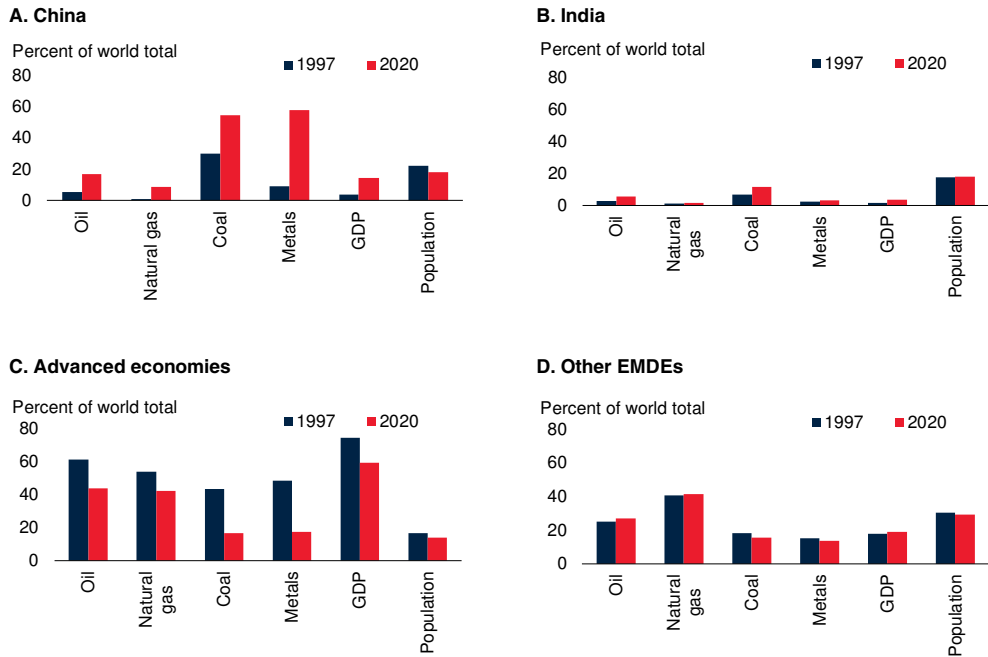 A. China
Percent of world total
1997 2020
80
60
40
20
0
Oil
Natural gas
Coal
Metals
GDP
Population
B. India
Percent of world total
1997 2020
80
60
40
20
0
Oil
Natural
gas
Coal
Metals
GDP
Population
C. Advanced economies
Percent of world total
1997 2020
80
60
40
20
0
Oil
Natural
gas
Coal
Metals
GDP
Population
D. Other EMDEs
Percent of world total
1997 2020
80
60
40
20
0
Oil
Natural
gas
Coal
Metals
GDP
Population